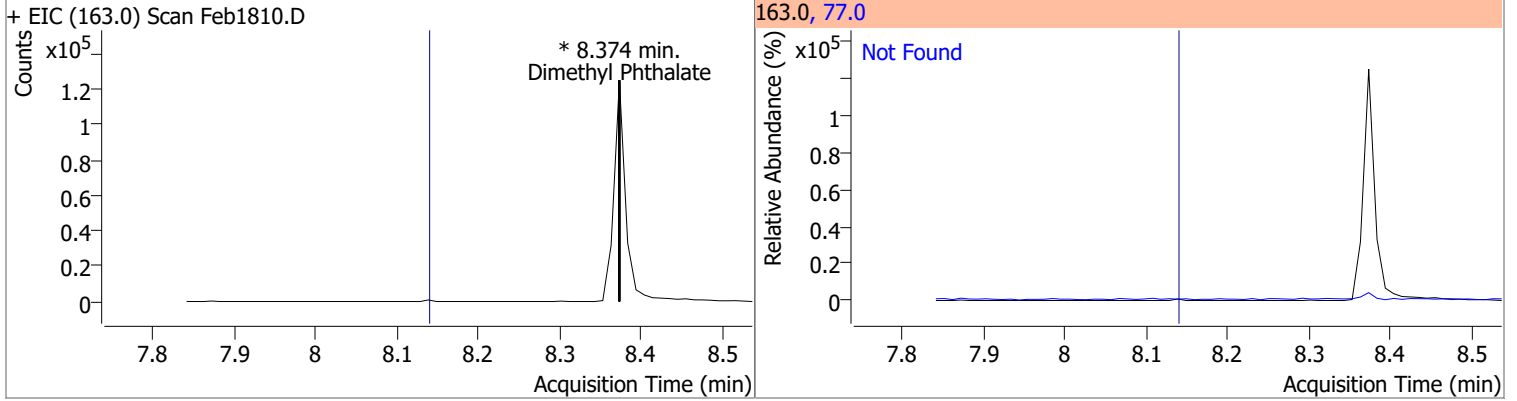 + EIC (163.0) Scan Feb1810.D
Counts
x10⁵
* 8.374 min.
Dimethyl Phthalate
1.2
1
0.8
0.6
0.4
0.2
0
7.8 7.9 8 8.1 8.2 8.3 8.4 8.5
Acquisition Time (min)
163.0, 77.0
Relative Abundance (%)
x10⁵
Not Found
1
0.8
0.6
0.4
0.2
0
7.8 7.9 8 8.1 8.2 8.3 8.4 8.5
Acquisition Time (min)